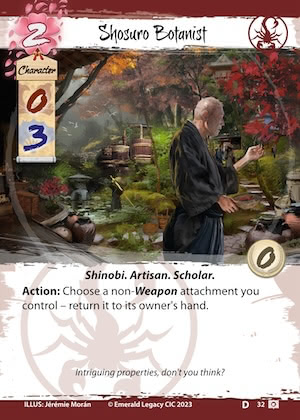 2
Shosuro Botanist
Character
0
3
0
Shinobi. Artisan. Scholar.
Action: Choose a non-Weapon attachment you
control – return it to its owner's hand.
Intriguing properties, don't you think?
ILLUS: Jérémie Morán © Emerald Legacy CIC 2023 D 32